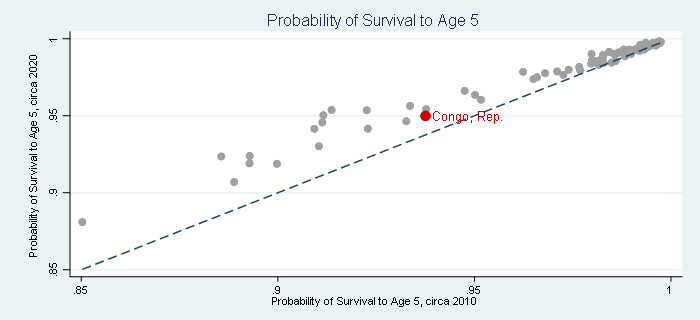 Probability of Survival to Age 5
Probability of Survival to Age 5, circa 2020
1
.95
.9
.85
Congo, Rep.
.85
.9
.95
1
Probability of Survival to Age 5, circa 2010